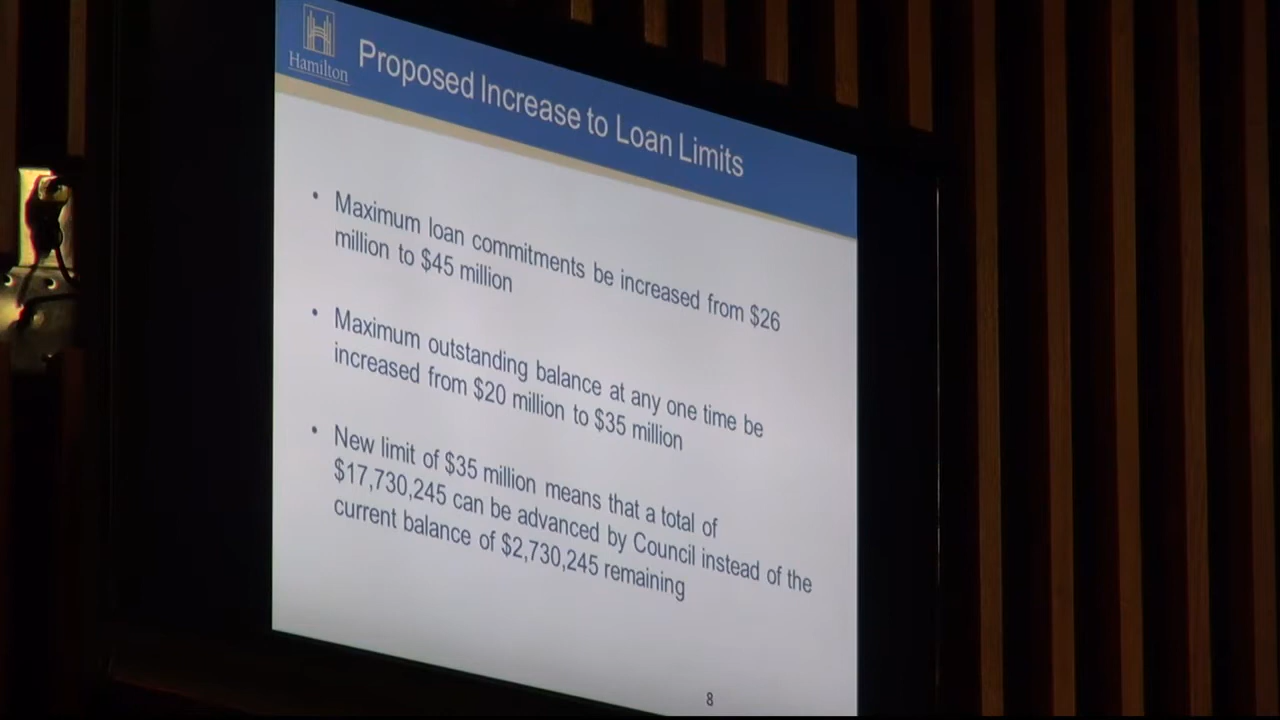 Hamilton
Proposed Increase to Loan Limits
• Maximum loan commitments be increased from $26
million to $45 million
• Maximum outstanding balance at any one time be
increased from $20 million to $35 million
• New limit of $35 million means that a total of
$17,730,245 can be advanced by Council instead of the
current balance of $2,730,245 remaining
8